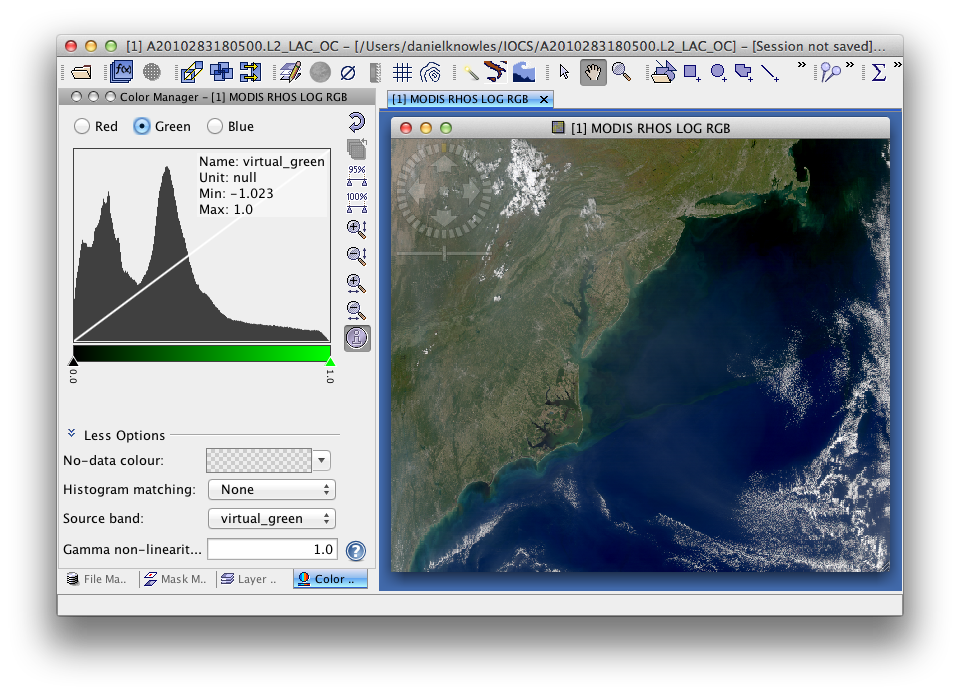 [1] A2010283180500.L2_LAC_OC – [/Users/danielknowles/IOCS/A2010283180500.L2_LAC_OC] – [Session not saved]...
f(x)
»
»
Σ
»
Color Manager – [1] MODIS RHOS LOG RGB
[1] MODIS RHOS LOG RGB
Red
Green
Blue
[1] MODIS RHOS LOG RGB
Name: virtual_green
Unit: null
Min: -1.023
Max: 1.0
95%
100%
0.0
1.0
Less Options
No-data colour:
Histogram matching:
None
Source band:
virtual_green
Gamma non-linearit...
1.0
?
File Ma..
Mask M..
Layer ..
Color ..